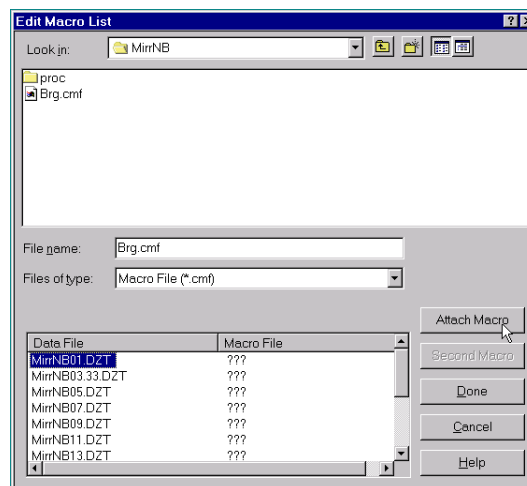 Edit Macro List
Look in: MirrNB
proc
Brg.cmf
File name: Brg.cmf
Files of type: Macro File (*.cmf)
Attach Macro
Data File Macro File
Second Macro
MirrNB01.DZT ???
MirrNB03.33.DZT ???
MirrNB05.DZT ???
Done
MirrNB07.DZT ???
MirrNB09.DZT ???
Cancel
MirrNB11.DZT ???
MirrNB13.DZT ???
Help